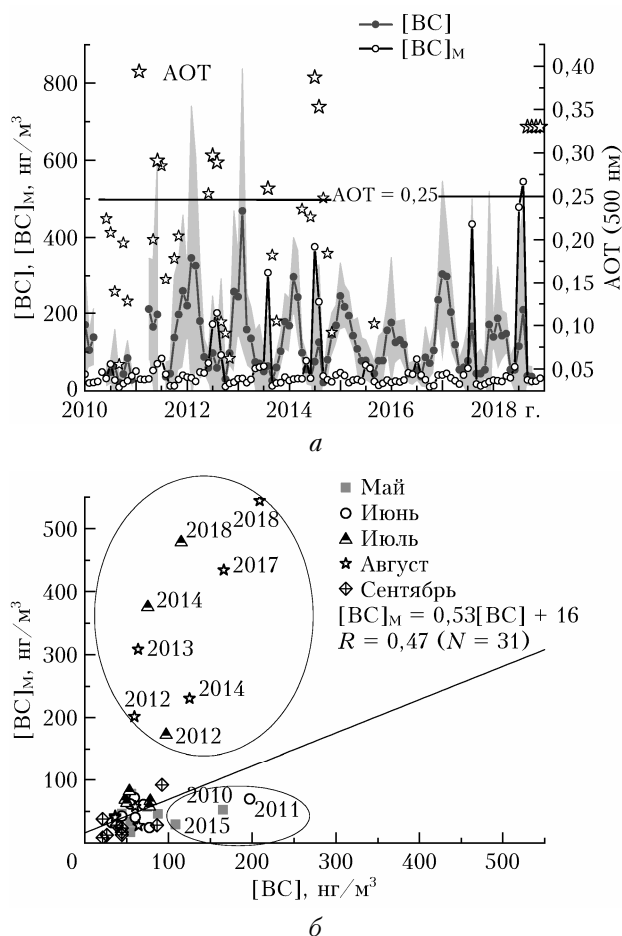 [BC]
[BC]м
АОТ
[BC], [BC]м, нг/м³
800
600
400
200
0
АОТ = 0,25
0,40
0,35
0,30
0,25
0,20
0,15
0,10
0,05
АОТ (500 нм)
2010 2012 2014 2016 2018 г.
а
[BC]м, нг/м³
500
400
300
200
100
0 100 200 300 400 500
[BC], нг/м³
Май
Июнь
Июль
Август
Сентябрь
[BC]м = 0,53[BC] + 16
R = 0,47 (N = 31)
2018
2018
2017
2014
2013
2012
2014
2012
2010
2011
2015
б